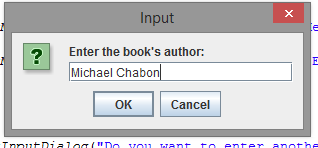 Input
Enter the book's author:
Michael Chabon
OK Cancel
InputDialog("Do you want to enter anothe